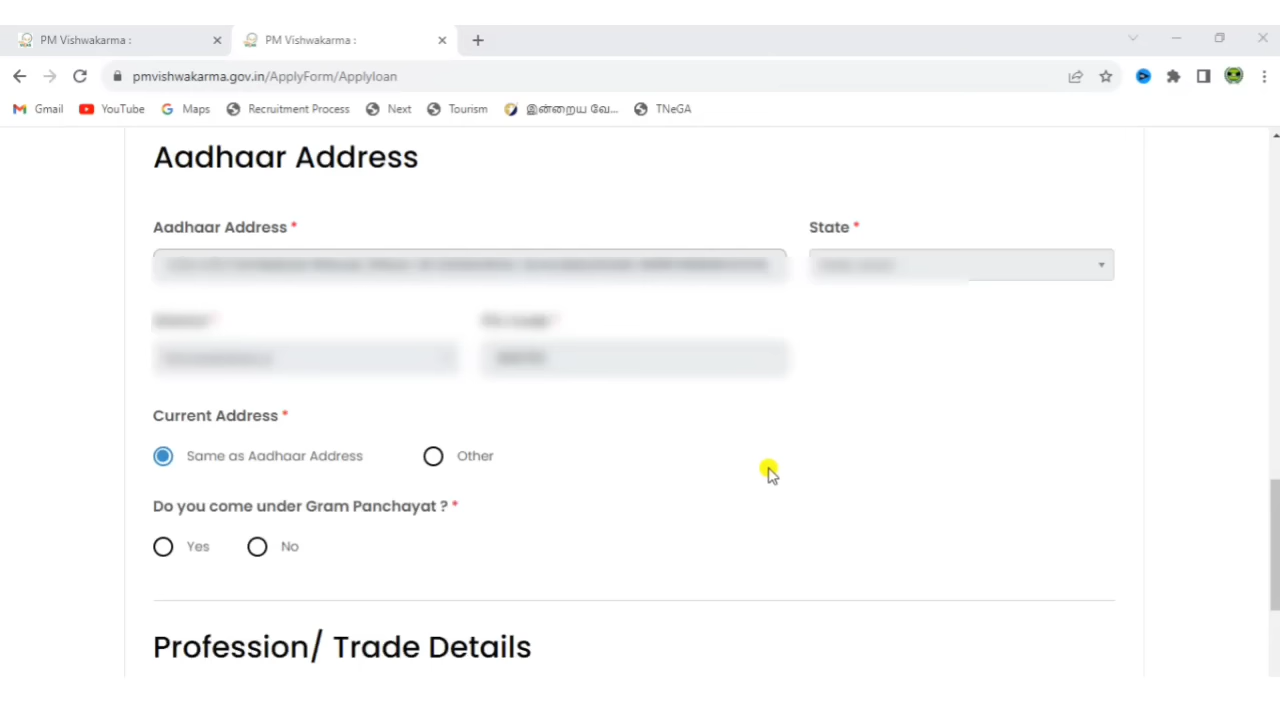 PM Vishwakarma :
PM Vishwakarma :
pmvishwakarma.gov.in/ApplyForm/Applyloan
Gmail YouTube Maps Recruitment Process Next Tourism இன்றைய வே... TNeGA
Aadhaar Address
Aadhaar Address * State *
Current Address *
Same as Aadhaar Address Other
Do you come under Gram Panchayat ? *
Yes No
Profession/ Trade Details